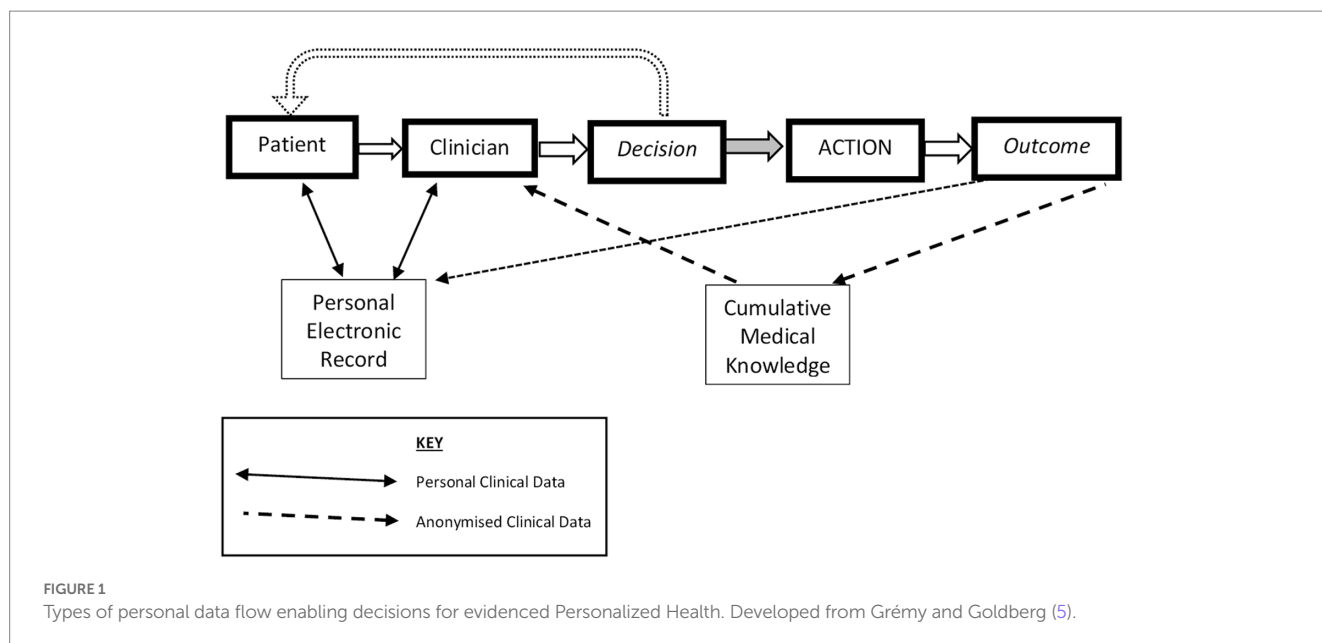 Patient
Clinician
Decision
ACTION
Outcome
Personal
Electronic
Record
Cumulative
Medical
Knowledge
KEY
Personal Clinical Data
Anonymised Clinical Data
FIGURE 1
Types of personal data flow enabling decisions for evidenced Personalized Health. Developed from Grémy and Goldberg (5).